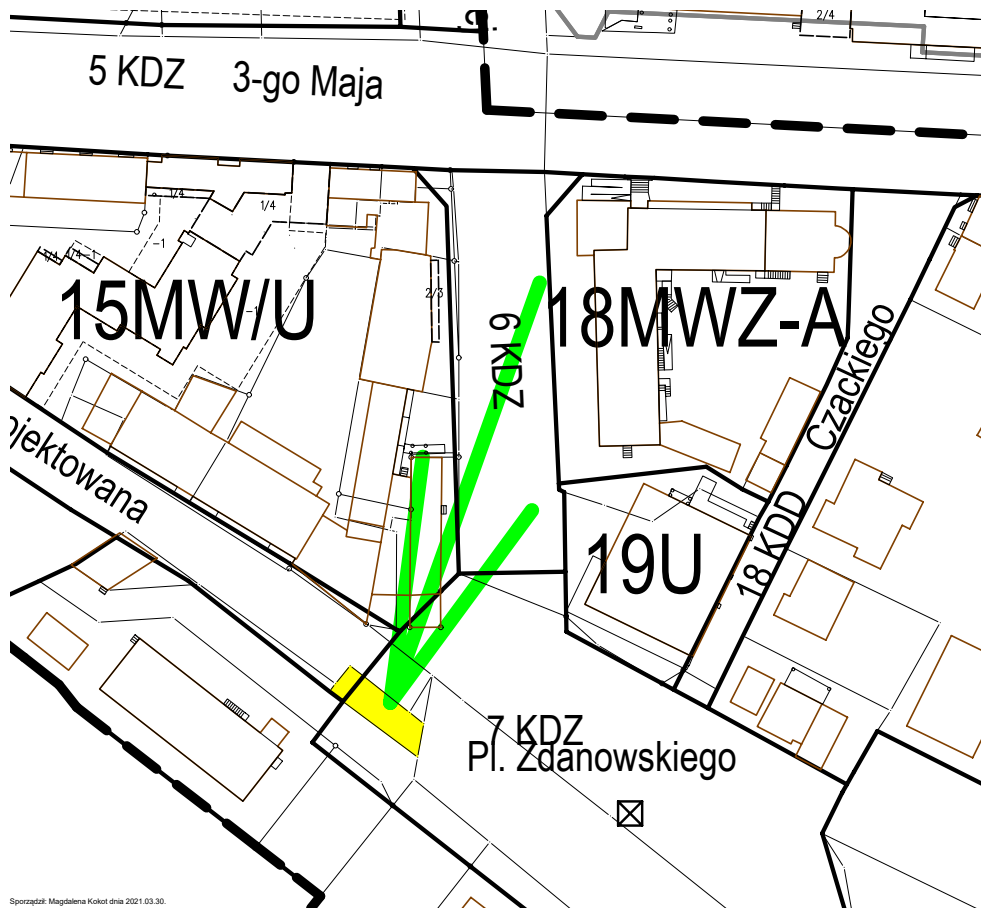 2/4
5 KDZ 3-go Maja
1/4
1/4
-1
1/4
1/4
-1
15MW/U
-1
2/3
6 KDZ
18MWZ-A
Czackiego
ojektowana
19U
18 KDD
7 KDZ
Pl. Zdanowskiego
Sporządził: Magdalena Kokot dnia 2021.03.30.